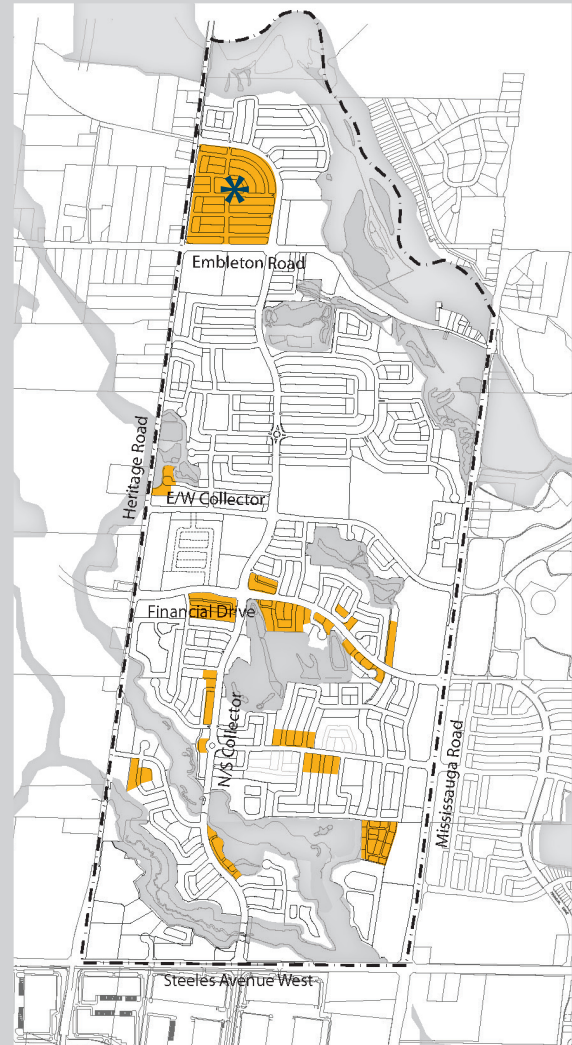 Embleton Road
Heritage Road
E/W Collector
Financial Drive
N/S Collector
Mississauga Road
Steeles Avenue West